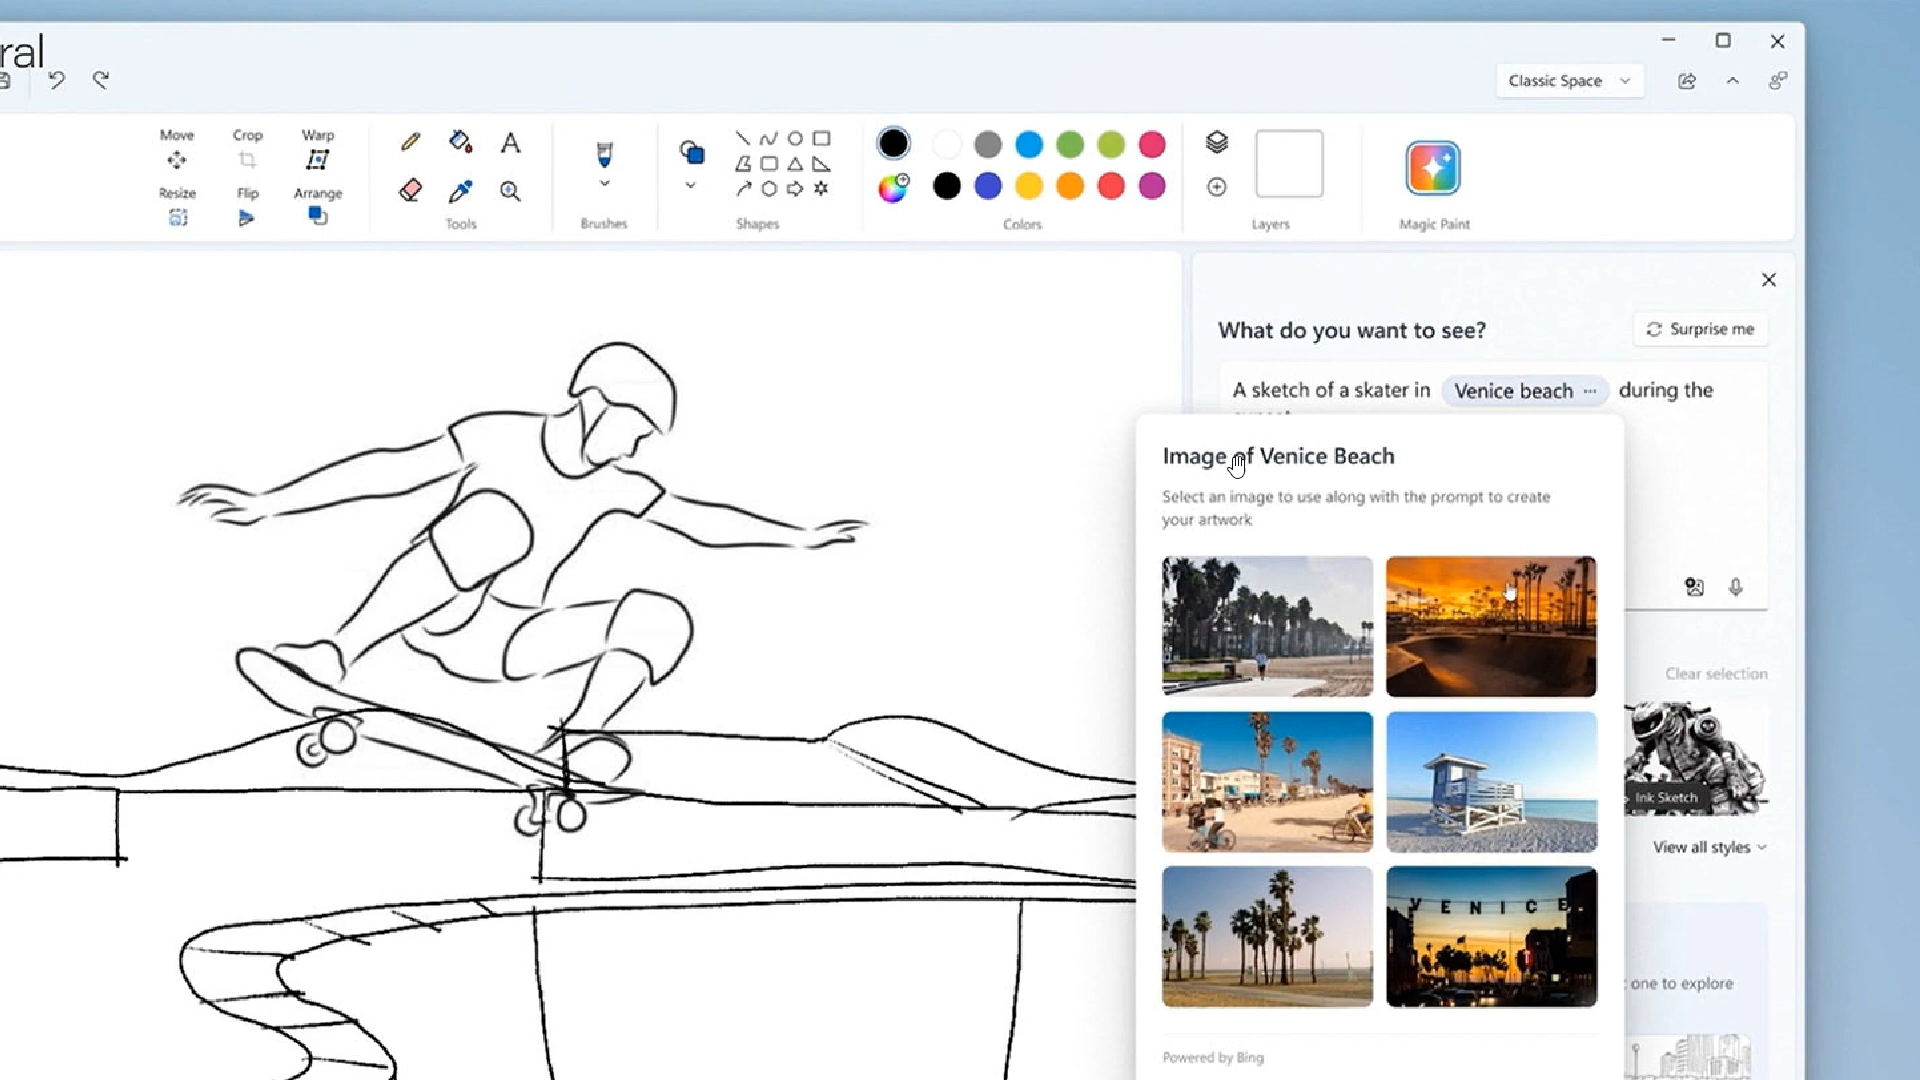 ral
Classic Space
Move
Crop
Warp
Resize
Flip
Arrange
Tools
Brushes
Shapes
Colors
Layers
Magic Paint
What do you want to see?
Surprise me
A sketch of a skater in Venice beach ··· during the
Image of Venice Beach
Select an image to use along with the prompt to create
your artwork
Clear selection
Ink Sketch
View all styles
VENICE
one to explore
Powered by Bing